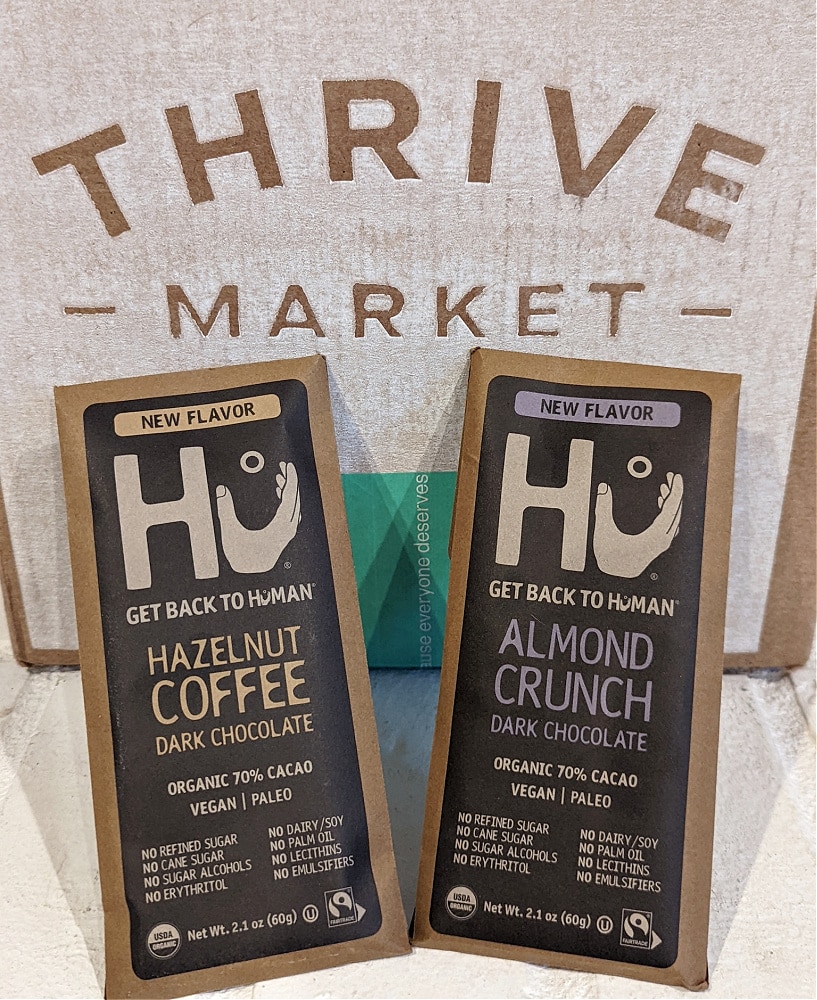 THRIVE
MARKET
NEW FLAVOR
Hu
GET BACK TO HUMAN®
HAZELNUT
COFFEE
DARK CHOCOLATE
ORGANIC 70% CACAO
VEGAN | PALEO
NO REFINED SUGAR
NO CANE SUGAR
NO SUGAR ALCOHOLS
NO ERYTHRITOL
NO DAIRY/SOY
NO PALM OIL
NO LECITHINS
NO EMULSIFIERS
USDA
ORGANIC
Net Wt. 2.1 oz (60g)
U
FAIRTRADE
everyone deserves
NEW FLAVOR
Hu
®
GET BACK TO HUMAN®
ALMOND
CRUNCH
DARK CHOCOLATE
ORGANIC 70% CACAO
VEGAN | PALEO
NO REFINED SUGAR
NO CANE SUGAR
NO SUGAR ALCOHOLS
NO ERYTHRITOL
NO DAIRY/SOY
NO PALM OIL
NO LECITHINS
NO EMULSIFIERS
USDA
ORGANIC
Net Wt. 2.1 oz (60g)
U
FAIRTRADE